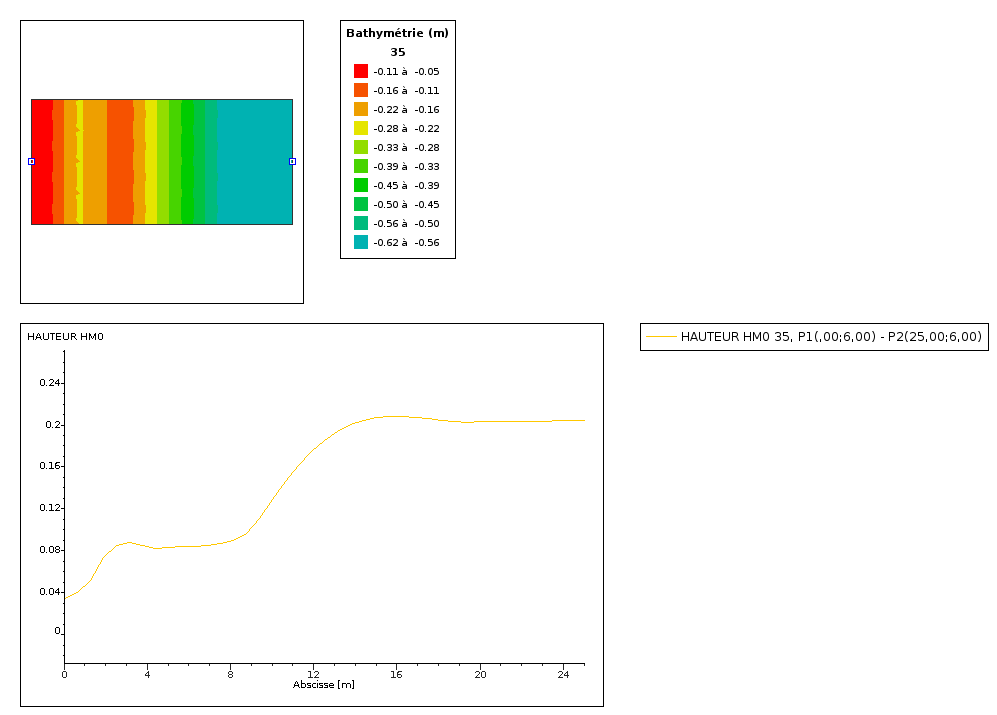 Bathymétrie (m)
35
-0.11 à -0.05
-0.16 à -0.11
-0.22 à -0.16
-0.28 à -0.22
-0.33 à -0.28
-0.39 à -0.33
-0.45 à -0.39
-0.50 à -0.45
-0.56 à -0.50
-0.62 à -0.56
HAUTEUR HM0
0.24
0.2
0.16
0.12
0.08
0.04
0
0 4 8 12 16 20 24
Abscisse [m]
HAUTEUR HM0 35, P1(,00;6,00) - P2(25,00;6,00)